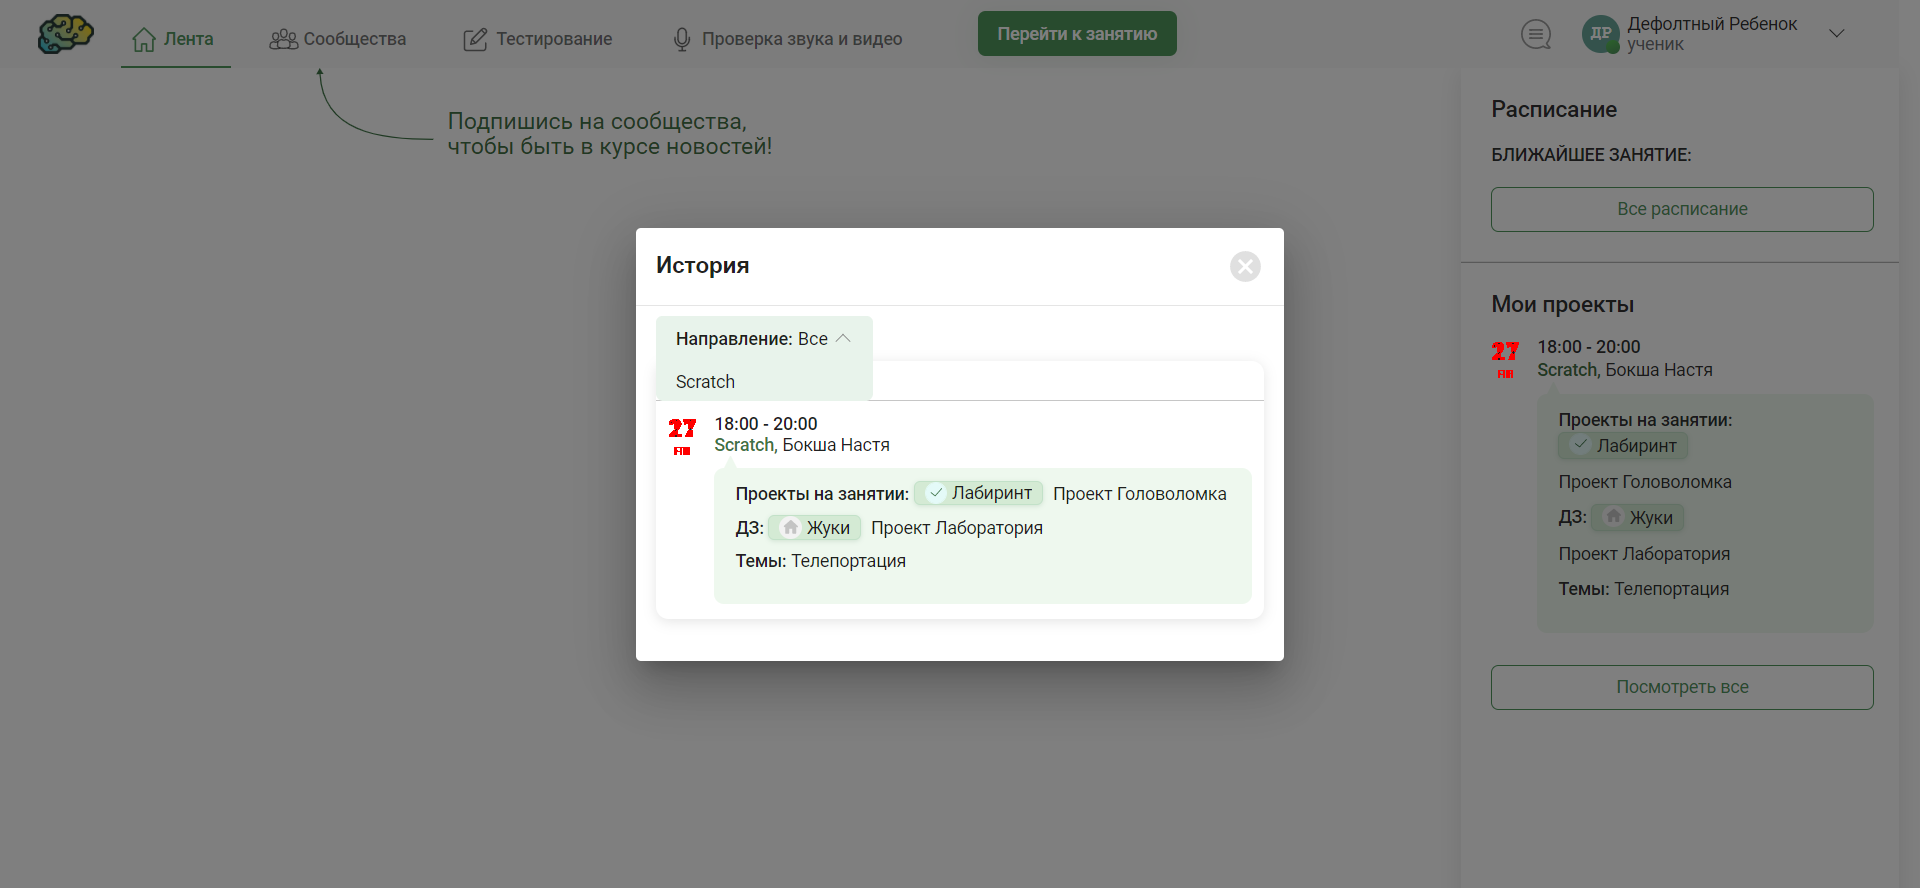 Лента
Сообщества
Тестирование
Проверка звука и видео
Перейти к занятию
ДР
Дефолтный Ребенок
ученик
Подпишись на сообщества,
чтобы быть в курсе новостей!
История
Направление: Все
Scratch
27
18:00 - 20:00
Scratch, Бокша Настя
Проекты на занятии: Лабиринт Проект Головоломка
ДЗ: Жуки Проект Лаборатория
Темы: Телепортация
Расписание
БЛИЖАЙШЕЕ ЗАНЯТИЕ:
Все расписание
Мои проекты
27
18:00 - 20:00
Scratch, Бокша Настя
Проекты на занятии:
Лабиринт
Проект Головоломка
ДЗ: Жуки
Проект Лаборатория
Темы: Телепортация
Посмотреть все